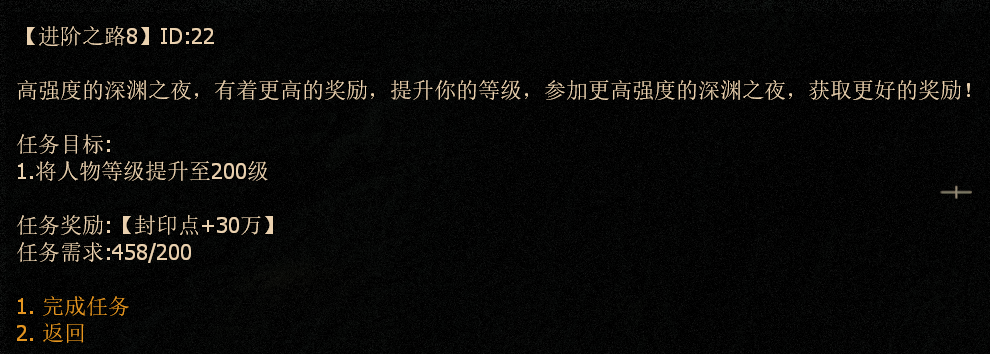 【进阶之路8】ID:22
高强度的深渊之夜，有着更高的奖励，提升你的等级，参加更高强度的深渊之夜，获取更好的奖励！
任务目标:
1.将人物等级提升至200级
任务奖励:【封印点+30万】
任务需求:458/200
1. 完成任务
2. 返回